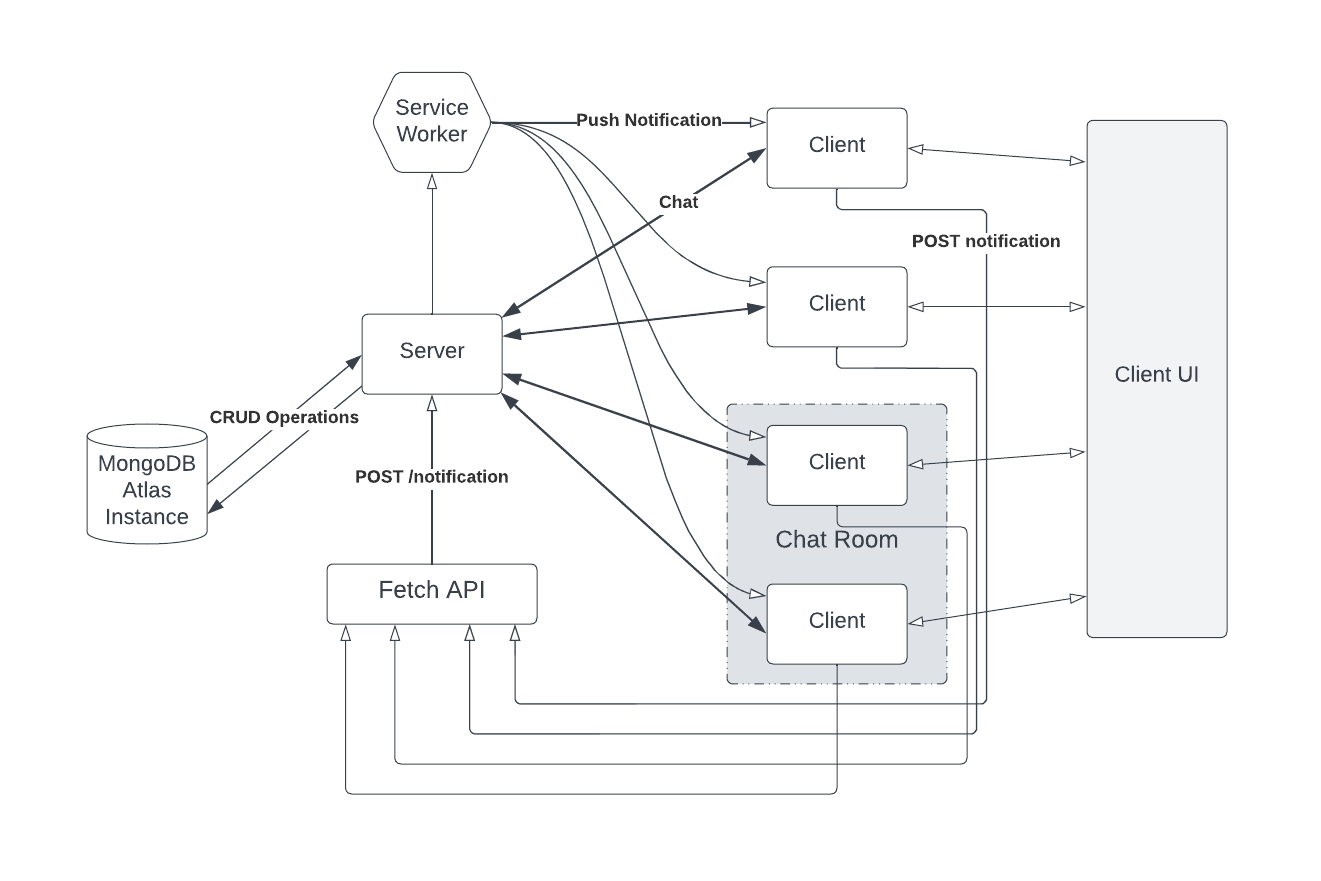 Service
Worker
Push Notification
Client
Chat
POST notification
Client
Server
Client UI
CRUD Operations
MongoDB
Atlas
Instance
POST /notification
Client
Chat Room
Fetch API
Client